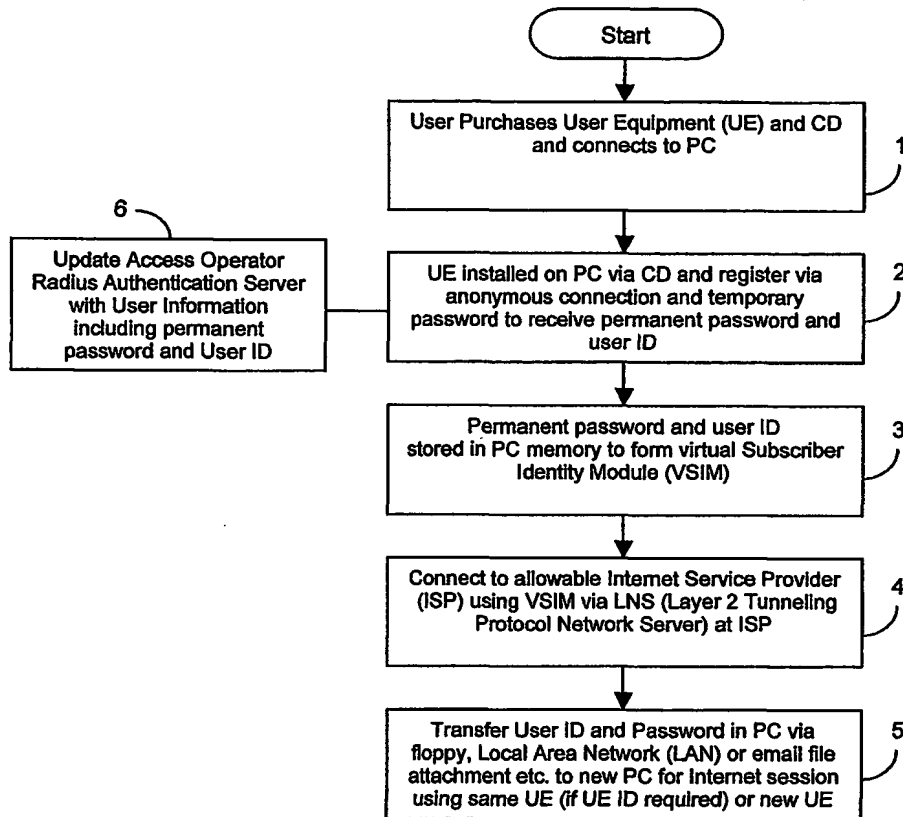 Start
User Purchases User Equipment (UE) and CD
and connects to PC
1
6
Update Access Operator
Radius Authentication Server
with User Information
including permanent
password and User ID
UE installed on PC via CD and register via
anonymous connection and temporary
password to receive permanent password and
user ID
2
Permanent password and user ID
stored in PC memory to form virtual Subscriber
Identity Module (VSIM)
3
Connect to allowable Internet Service Provider
(ISP) using VSIM via LNS (Layer 2 Tunneling
Protocol Network Server) at ISP
4
Transfer User ID and Password in PC via
floppy, Local Area Network (LAN) or email file
attachment etc. to new PC for Internet session
using same UE (if UE ID required) or new UE
5